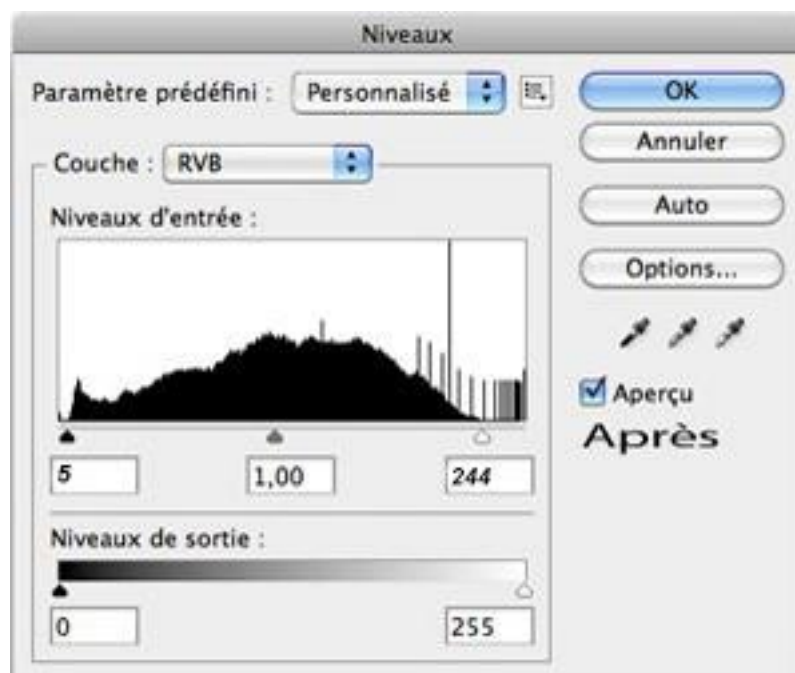 Niveaux
Paramètre prédéfini : Personnalisé
OK
Annuler
Couche : RVB
Auto
Niveaux d'entrée :
Options...
Aperçu
Après
5 1,00 244
Niveaux de sortie :
0 255